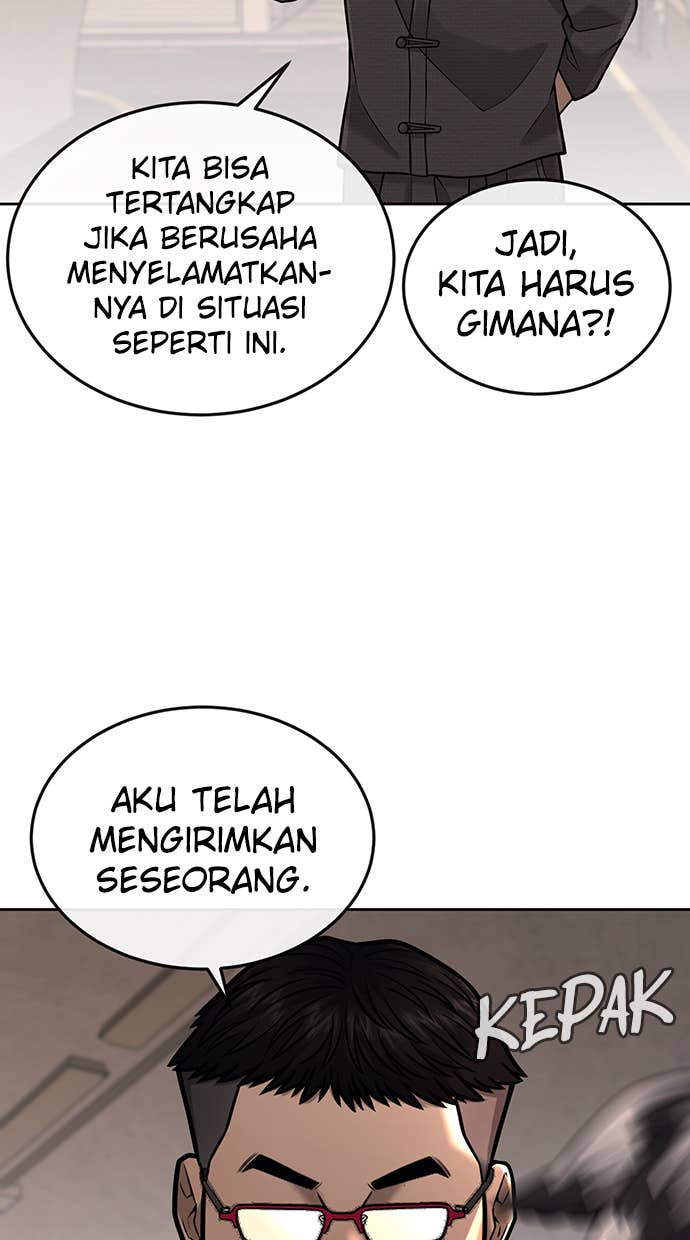 KITA BISA
TERTANGKAP
JIKA BERUSAHA
MENYELAMATKAN-
NYA DI SITUASI
SEPERTI INI.
JADI,
KITA HARUS
GIMANA?!
AKU TELAH
MENGIRIMKAN
SESEORANG.
KEPAK